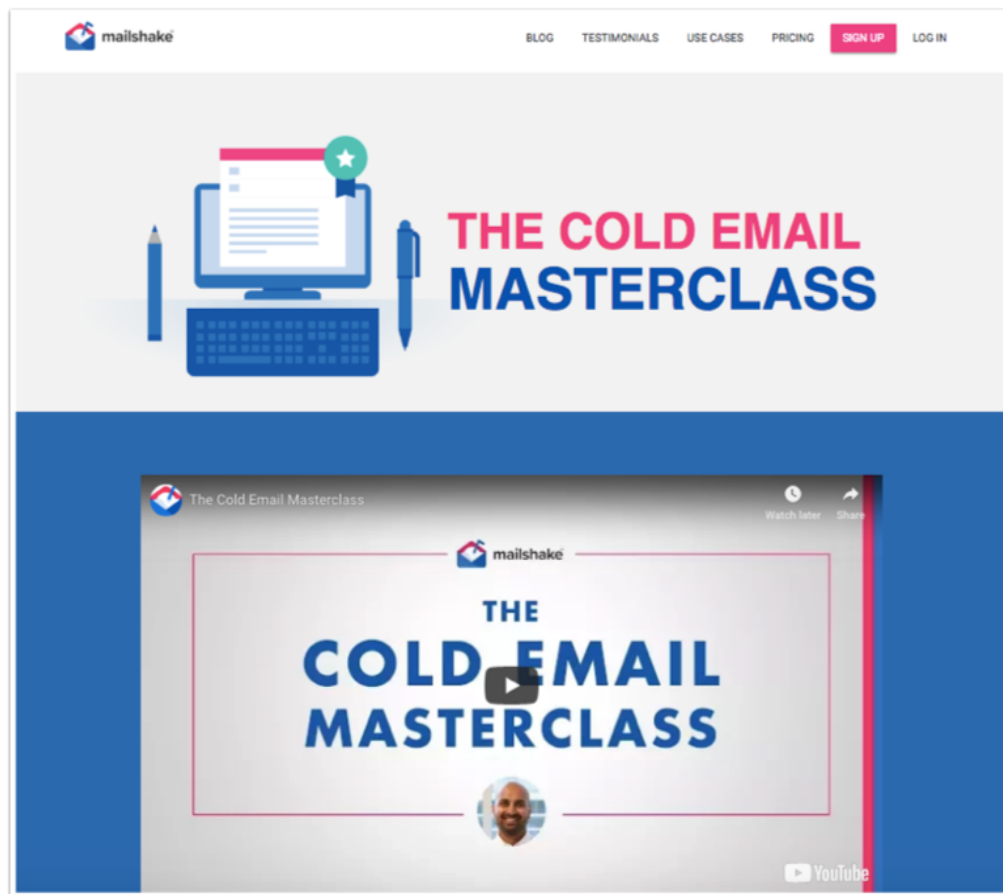 mailshake
BLOG TESTIMONIALS USE CASES PRICING SIGN UP LOG IN
THE COLD EMAIL
MASTERCLASS
The Cold Email Masterclass
Watch later Share
mailshake
THE
COLD EMAIL
MASTERCLASS
YouTube